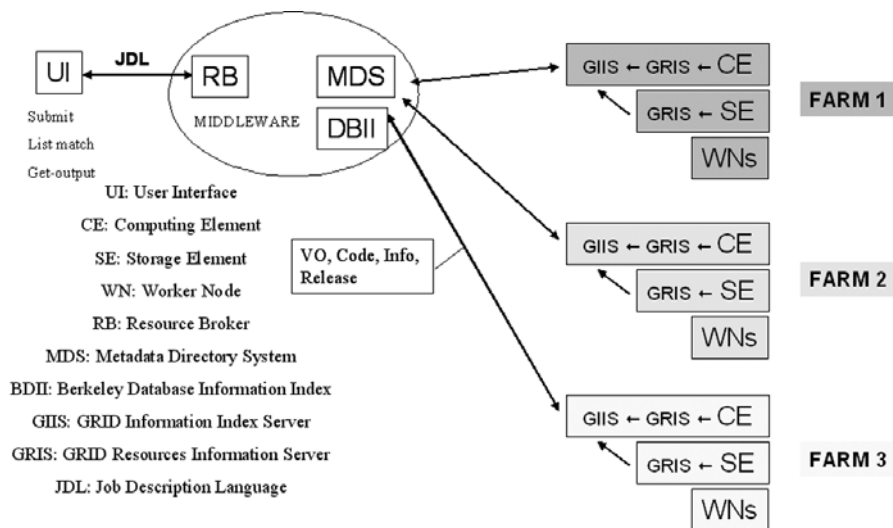 UI
JDL
RB
MDS
DBII
MIDDLEWARE
Submit
List match
Get-output
UI: User Interface
CE: Computing Element
SE: Storage Element
WN: Worker Node
RB: Resource Broker
MDS: Metadata Directory System
BDII: Berkeley Database Information Index
GIIS: GRID Information Index Server
GRIS: GRID Resources Information Server
JDL: Job Description Language
VO, Code, Info,
Release
GIIS ← GRIS ← CE
GRIS ← SE
WNs
FARM 1
GIIS ← GRIS ← CE
GRIS ← SE
WNs
FARM 2
GIIS ← GRIS ← CE
GRIS ← SE
WNs
FARM 3